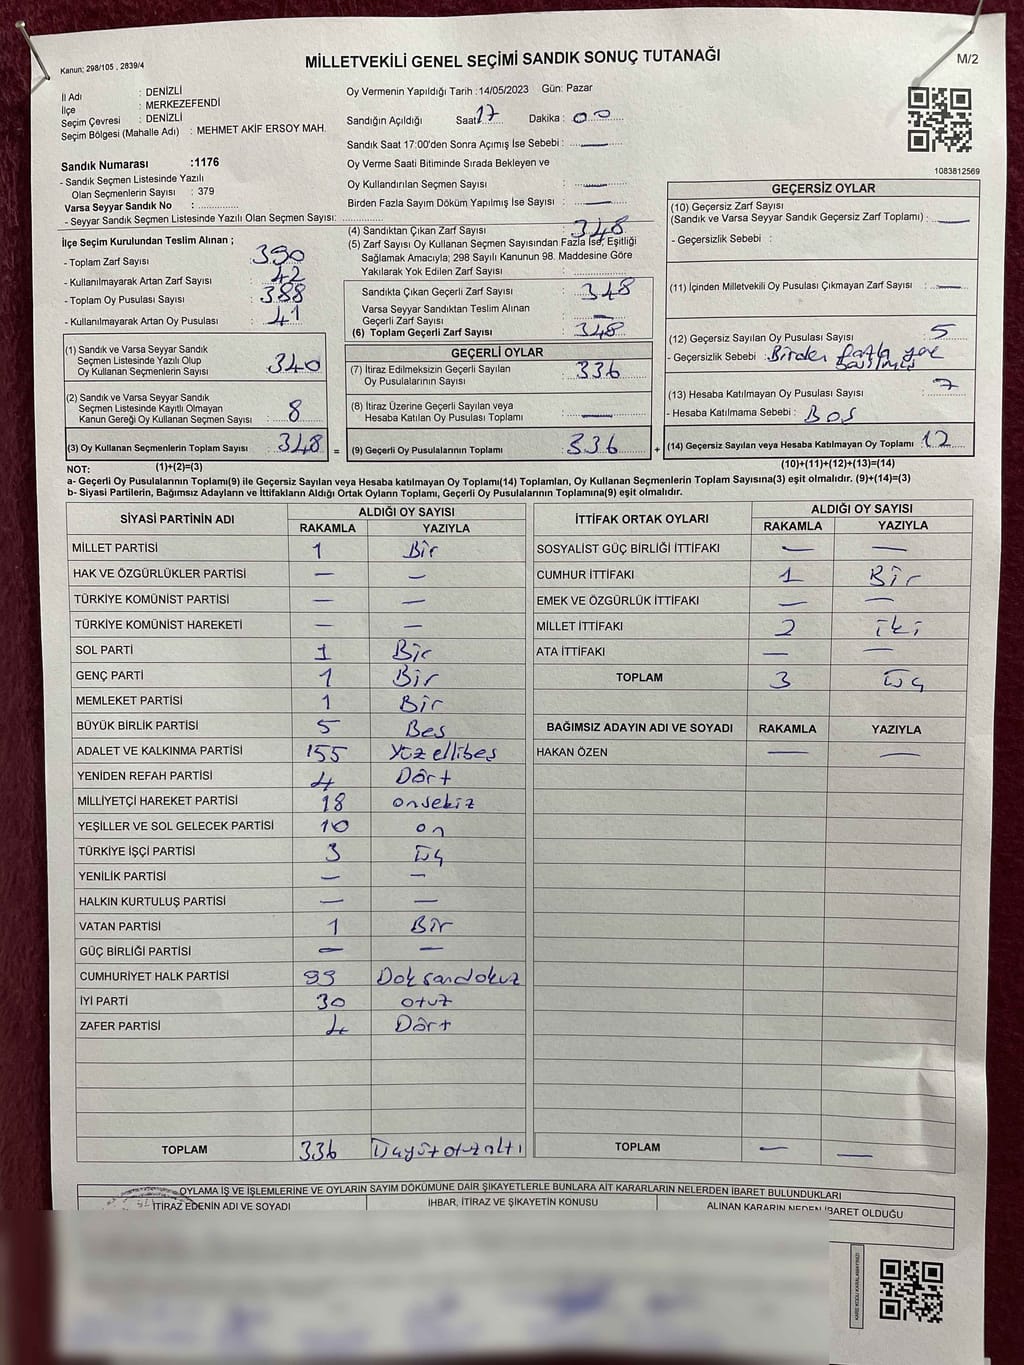 MİLLETVEKİLİ GENEL SEÇİMİ SANDIK SONUÇ TUTANAĞI
Kanun; 298/105 , 2839/4
M/2
İl Adı : DENİZLİ
İlçe : MERKEZEFENDİ
Seçim Çevresi : DENİZLİ
Seçim Bölgesi (Mahalle Adı) : MEHMET AKİF ERSOY MAH.
Sandık Numarası :1176
- Sandık Seçmen Listesinde Yazılı
Olan Seçmenlerin Sayısı : 379
Varsa Seyyar Sandık No :
- Seyyar Sandık Seçmen Listesinde Yazılı Olan Seçmen Sayısı:
Oy Vermenin Yapıldığı Tarih :14/05/2023 Gün: Pazar
Sandığın Açıldığı Saat 17 Dakika : 00
Sandık Saat 17:00'den Sonra Açımış İse Sebebi : —
Oy Verme Saati Bitiminde Sırada Bekleyen ve
Oy Kullandırılan Seçmen Sayısı : —
Birden Fazla Sayım Döküm Yapılmış İse Sayısı : —
1083812569
İlçe Seçim Kurulundan Teslim Alınan ;
- Toplam Zarf Sayısı : 390
- Kullanılmayarak Artan Zarf Sayısı : 42
- Toplam Oy Pusulası Sayısı : 388
- Kullanılmayarak Artan Oy Pusulası : 41
(1) Sandık ve Varsa Seyyar Sandık
Seçmen Listesinde Yazılı Olup
Oy Kullanan Seçmenlerin Sayısı : 340
(2) Sandık ve Varsa Seyyar Sandık
Seçmen Listesinde Kayıtlı Olmayan
Kanun Gereği Oy Kullanan Seçmen Sayısı : 8
(3) Oy Kullanan Seçmenlerin Toplam Sayısı : 348 =
(4) Sandıktan Çıkan Zarf Sayısı : 348
(5) Zarf Sayısı Oy Kullanan Seçmen Sayısından Fazla İse, Eşitliği
Sağlamak Amacıyla; 298 Sayılı Kanunun 98. Maddesine Göre
Yakılarak Yok Edilen Zarf Sayısı :
Sandıkta Çıkan Geçerli Zarf Sayısı : 348
Varsa Seyyar Sandıktan Teslim Alınan
Geçerli Zarf Sayısı : —
(6) Toplam Geçerli Zarf Sayısı : 348
GEÇERLİ OYLAR
(7) İtiraz Edilmeksizin Geçerli Sayılan
Oy Pusulalarının Sayısı : 336
(8) İtiraz Üzerine Geçerli Sayılan veya
Hesaba Katılan Oy Pusulası Toplamı : —
(9) Geçerli Oy Pusulalarının Toplamı : 336 +
GEÇERSİZ OYLAR
(10) Geçersiz Zarf Sayısı
(Sandık ve Varsa Seyyar Sandık Geçersiz Zarf Toplamı) : —
- Geçersizlik Sebebi :
(11) İçinden Milletvekili Oy Pusulası Çıkmayan Zarf Sayısı : —
(12) Geçersiz Sayılan Oy Pusulası Sayısı : 5
- Geçersizlik Sebebi : Birden fazla yere
(13) Hesaba Katılmayan Oy Pusulası Sayısı : 7
- Hesaba Katılmama Sebebi : Boş
(14) Geçersiz Sayılan veya Hesaba Katılmayan Oy Toplamı : 12
NOT: (1)+(2)=(3)
(10)+(11)+(12)+(13)=(14)
a- Geçerli Oy Pusulalarının Toplamı(9) ile Geçersiz Sayılan veya Hesaba katılmayan Oy Toplamı(14) Toplamları, Oy Kullanan Seçmenlerin Toplam Sayısına(3) eşit olmalıdır. (9)+(14)=(3)
b- Siyasi Partilerin, Bağımsız Adayların ve İttifakların Aldığı Ortak Oyların Toplamı, Geçerli Oy Pusulalarının Toplamına(9) eşit olmalıdır.
SİYASİ PARTİNİN ADI ALDIĞI OY SAYISI
RAKAMLA YAZIYLA
MİLLET PARTİSİ 1 Bir
HAK VE ÖZGÜRLÜKLER PARTİSİ — —
TÜRKİYE KOMÜNİST PARTİSİ — —
TÜRKİYE KOMÜNİST HAREKETİ — —
SOL PARTİ 1 Bir
GENÇ PARTİ 1 Bir
MEMLEKET PARTİSİ 1 Bir
BÜYÜK BİRLİK PARTİSİ 5 Beş
ADALET VE KALKINMA PARTİSİ 155 Yüzellibeş
YENİDEN REFAH PARTİSİ 4 Dört
MİLLİYETÇİ HAREKET PARTİSİ 18 onsekiz
YEŞİLLER VE SOL GELECEK PARTİSİ 10 on
TÜRKİYE İŞÇİ PARTİSİ 3 üç
YENİLİK PARTİSİ — —
HALKIN KURTULUŞ PARTİSİ — —
VATAN PARTİSİ 1 Bir
GÜÇ BİRLİĞİ PARTİSİ — —
CUMHURİYET HALK PARTİSİ 99 Doksandokuz
İYİ PARTİ 30 otuz
ZAFER PARTİSİ 4 Dört
TOPLAM 336 Üçyüzotuzaltı
İTTİFAK ORTAK OYLARI ALDIĞI OY SAYISI
RAKAMLA YAZIYLA
SOSYALİST GÜÇ BİRLİĞİ İTTİFAKI — —
CUMHUR İTTİFAKI 1 Bir
EMEK VE ÖZGÜRLÜK İTTİFAKI — —
MİLLET İTTİFAKI 2 iki
ATA İTTİFAKI — —
TOPLAM 3 üç
BAĞIMSIZ ADAYIN ADI VE SOYADI RAKAMLA YAZIYLA
HAKAN ÖZEN — —
TOPLAM — —
OYLAMA İŞ VE İŞLEMLERİNE VE OYLARIN SAYIM DÖKÜMÜNE DAİR ŞİKAYETLERLE BUNLARA AİT KARARLARIN NELERDEN İBARET BULUNDUKLARI
İTİRAZ EDENİN ADI VE SOYADI İHBAR, İTİRAZ VE ŞİKAYETİN KONUSU ALINAN KARARIN NEDEN İBARET OLDUĞU